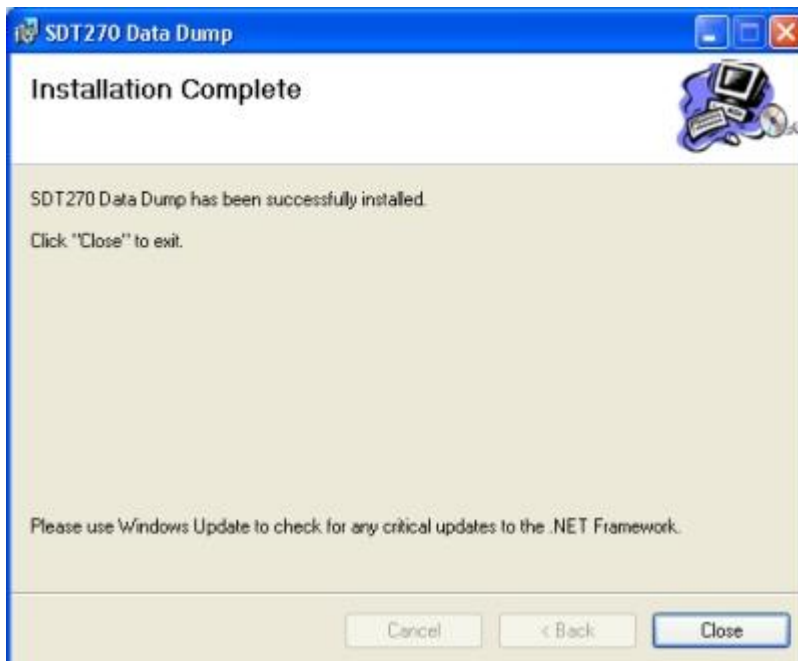 SDT270 Data Dump
Installation Complete
SDT270 Data Dump has been successfully installed.
Click "Close" to exit.
Please use Windows Update to check for any critical updates to the .NET Framework.
Cancel
< Back
Close